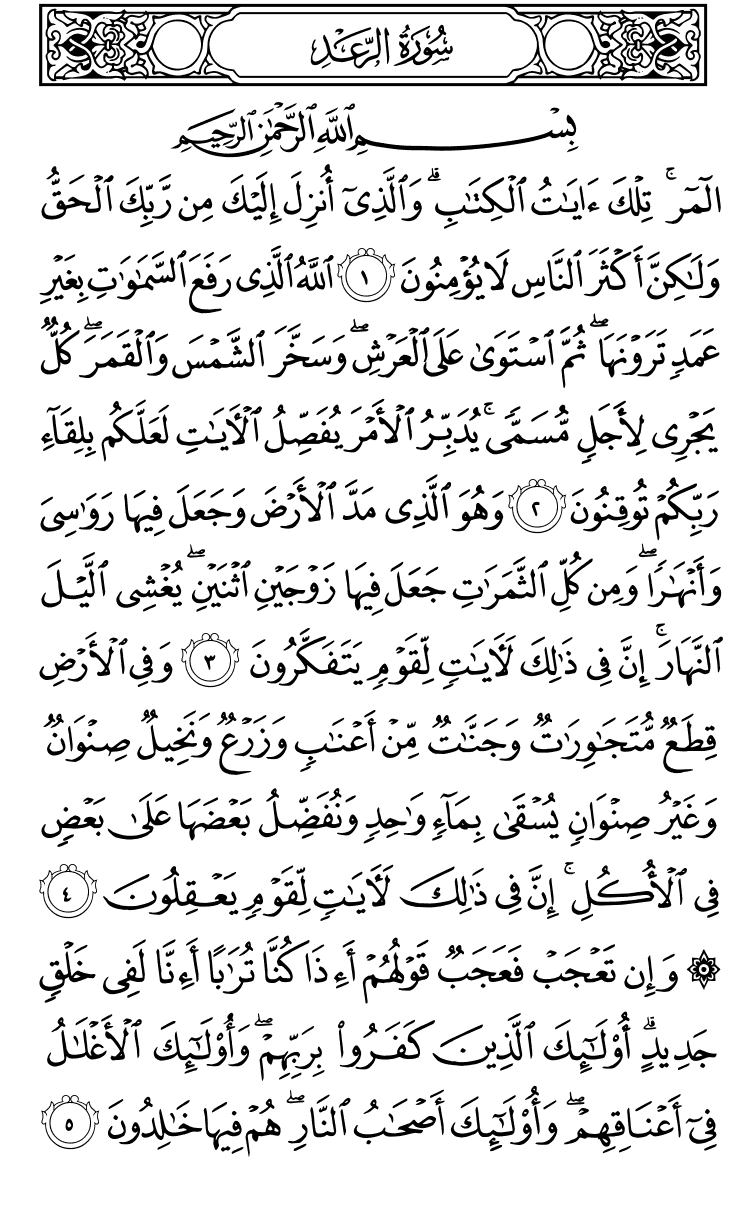 سُورَةُ الرَّعْدِ
بِسْمِ ٱللَّهِ ٱلرَّحْمَٰنِ ٱلرَّحِيمِ
الٓمٓر ۚ تِلْكَ ءَايَٰتُ ٱلْكِتَٰبِ ۗ وَٱلَّذِىٓ أُنزِلَ إِلَيْكَ مِن رَّبِّكَ ٱلْحَقُّ
وَلَٰكِنَّ أَكْثَرَ ٱلنَّاسِ لَا يُؤْمِنُونَ ١ ٱللَّهُ ٱلَّذِى رَفَعَ ٱلسَّمَٰوَٰتِ بِغَيْرِ
عَمَدٍ تَرَوْنَهَا ۖ ثُمَّ ٱسْتَوَىٰ عَلَى ٱلْعَرْشِ ۖ وَسَخَّرَ ٱلشَّمْسَ وَٱلْقَمَرَ ۖ كُلٌّ
يَجْرِى لِأَجَلٍ مُّسَمًّى ۚ يُدَبِّرُ ٱلْأَمْرَ يُفَصِّلُ ٱلْءَايَٰتِ لَعَلَّكُم بِلِقَآءِ
رَبِّكُمْ تُوقِنُونَ ٢ وَهُوَ ٱلَّذِى مَدَّ ٱلْأَرْضَ وَجَعَلَ فِيهَا رَوَٰسِىَ
وَأَنْهَٰرًا ۖ وَمِن كُلِّ ٱلثَّمَرَٰتِ جَعَلَ فِيهَا زَوْجَيْنِ ٱثْنَيْنِ ۖ يُغْشِى ٱلَّيْلَ
ٱلنَّهَارَ ۚ إِنَّ فِى ذَٰلِكَ لَءَايَٰتٍ لِّقَوْمٍ يَتَفَكَّرُونَ ٣ وَفِى ٱلْأَرْضِ
قِطَعٌ مُّتَجَٰوِرَٰتٌ وَجَنَّٰتٌ مِّنْ أَعْنَٰبٍ وَزَرْعٌ وَنَخِيلٌ صِنْوَانٌ
وَغَيْرُ صِنْوَانٍ يُسْقَىٰ بِمَآءٍ وَٰحِدٍ وَنُفَضِّلُ بَعْضَهَا عَلَىٰ بَعْضٍ
فِى ٱلْأُكُلِ ۚ إِنَّ فِى ذَٰلِكَ لَءَايَٰتٍ لِّقَوْمٍ يَعْقِلُونَ ٤
۞ وَإِن تَعْجَبْ فَعَجَبٌ قَوْلُهُمْ أَءِذَا كُنَّا تُرَٰبًا أَءِنَّا لَفِى خَلْقٍ
جَدِيدٍ ۗ أُو۟لَٰٓئِكَ ٱلَّذِينَ كَفَرُوا۟ بِرَبِّهِمْ ۖ وَأُو۟لَٰٓئِكَ ٱلْأَغْلَٰلُ
فِىٓ أَعْنَاقِهِمْ ۖ وَأُو۟لَٰٓئِكَ أَصْحَٰبُ ٱلنَّارِ ۖ هُمْ فِيهَا خَٰلِدُونَ ٥